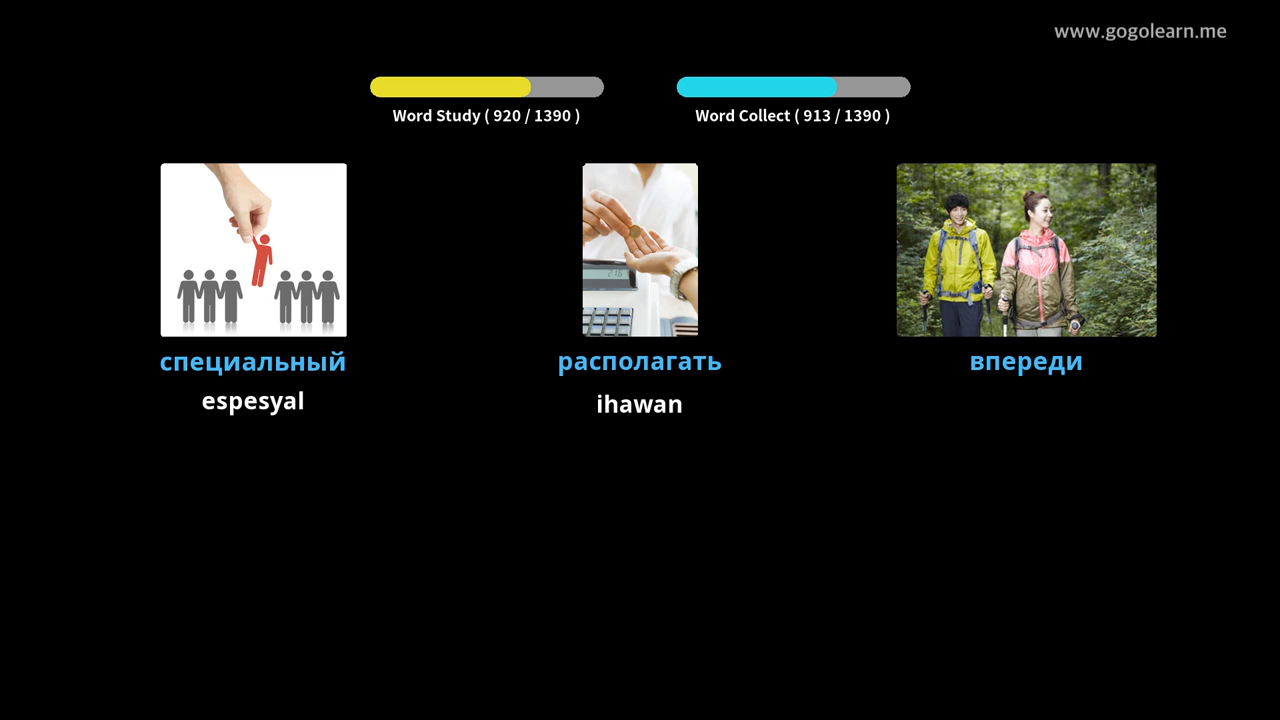 www.gogolearn.me
Word Study ( 920 / 1390 )
Word Collect ( 913 / 1390 )
специальный
espesyal
располагать
ihawan
впереди